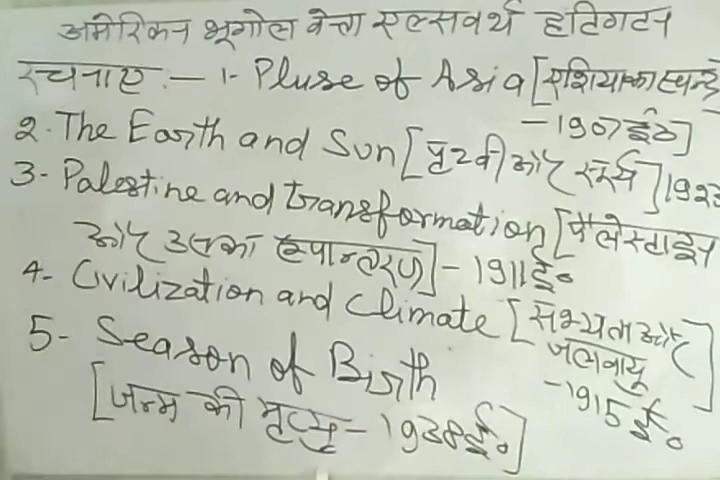 अमेरिकन भूगोल वेत्ता एल्सवर्थ हटिंगटन
रचनाएं :- 1- Pluse of Asia [एशिया का स्पन्द
- 1907 ई०]
2. The Earth and Sun [पृथ्वी और सूर्य] 1923
3- Palestine and transformation [पैलेस्टाइन
और उसका रूपान्तरण] - 1911 ई०
4- Civilization and Climate [सभ्यता और
जलवायु]
- 1915 ई०
5- Season of Birth
[जन्म की मृत्यु - 1938 ई०]